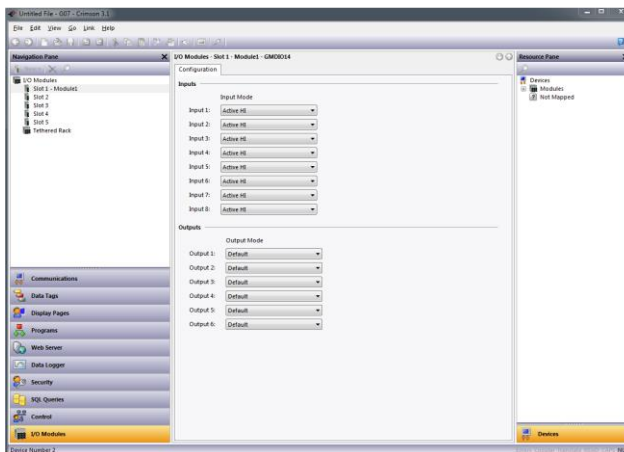 Untitled File - G07 - Crimson 3.1
File Edit View Go Link Help
Navigation Pane
I/O Modules
Slot 1 - Module1
Slot 2
Slot 3
Slot 4
Slot 5
Tethered Rack
Communications
Data Tags
Display Pages
Programs
Web Server
Data Logger
Security
SQL Queries
Control
I/O Modules
Device Number 2
I/O Modules - Slot 1 - Module1 - GMDIO14
Configuration
Inputs
Input Mode
Input 1: Active HI
Input 2: Active HI
Input 3: Active HI
Input 4: Active HI
Input 5: Active HI
Input 6: Active HI
Input 7: Active HI
Input 8: Active HI
Outputs
Output Mode
Output 1: Default
Output 2: Default
Output 3: Default
Output 4: Default
Output 5: Default
Output 6: Default
Resource Pane
Devices
Modules
Not Mapped
Devices